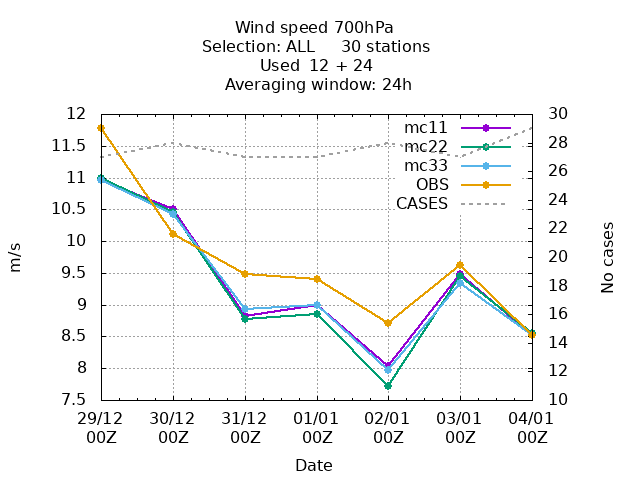 Wind speed 700hPa
Selection: ALL 30 stations
Used 12 + 24
Averaging window: 24h
m/s
12
11.5
11
10.5
10
9.5
9
8.5
8
7.5
mc11
mc22
mc33
OBS
CASES
30
28
26
24
22
20
18
16
14
12
10
No cases
29/12 30/12 31/12 01/01 02/01 03/01 04/01
00Z 00Z 00Z 00Z 00Z 00Z 00Z
Date